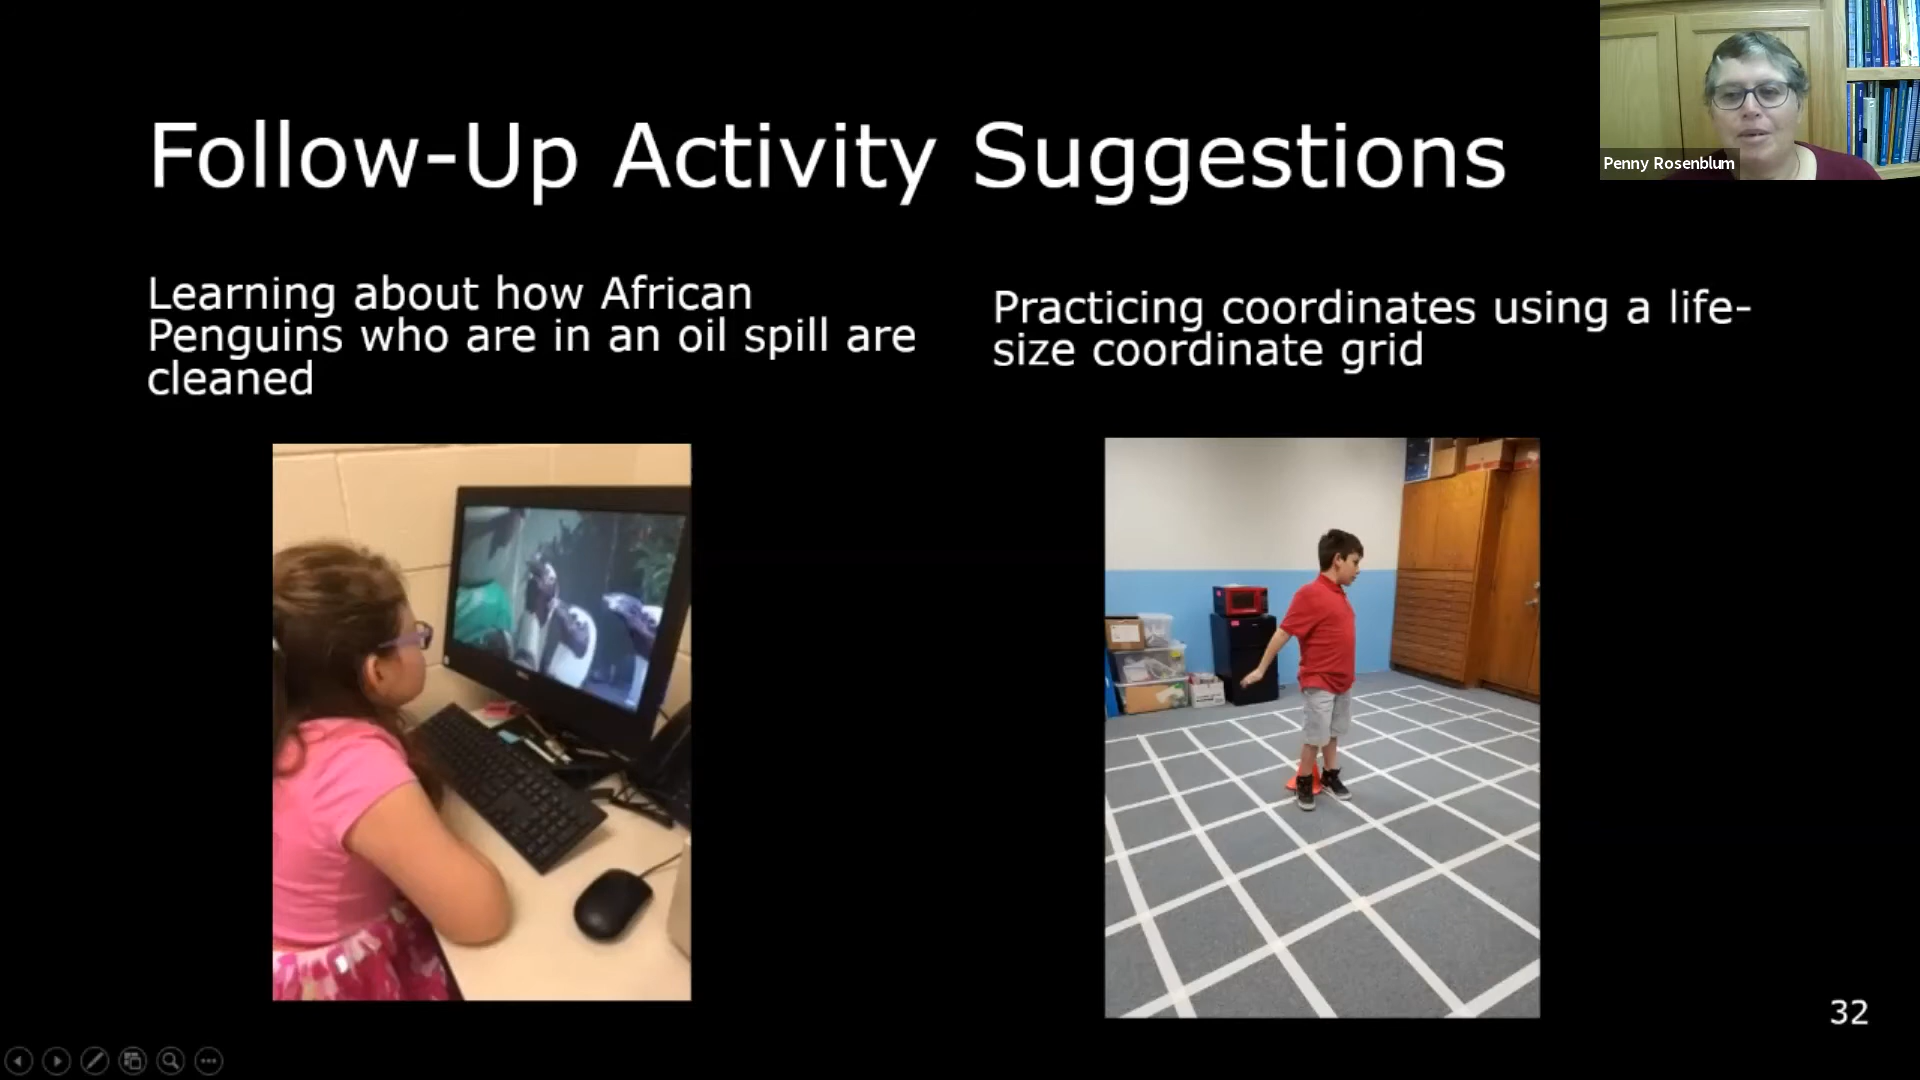 Follow-Up Activity Suggestions
Penny Rosenblum
Learning about how African
Penguins who are in an oil spill are
cleaned
Practicing coordinates using a life-
size coordinate grid
32